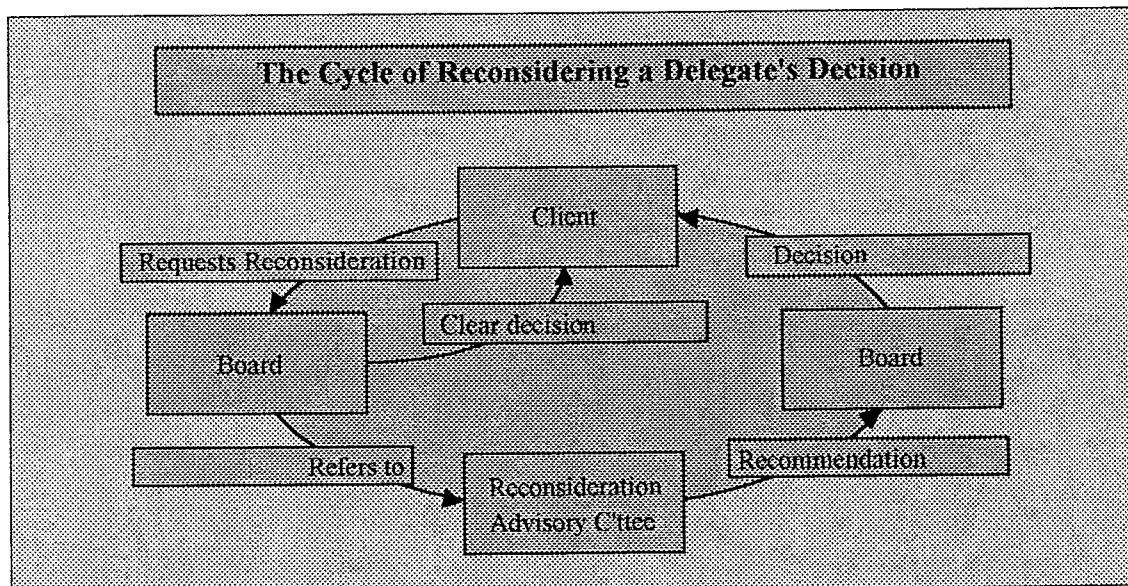 The Cycle of Reconsidering a Delegate's Decision
Client
Requests Reconsideration
Decision
Clear decision
Board
Board
Refers to
Recommendation
Reconsideration
Advisory C'ttee